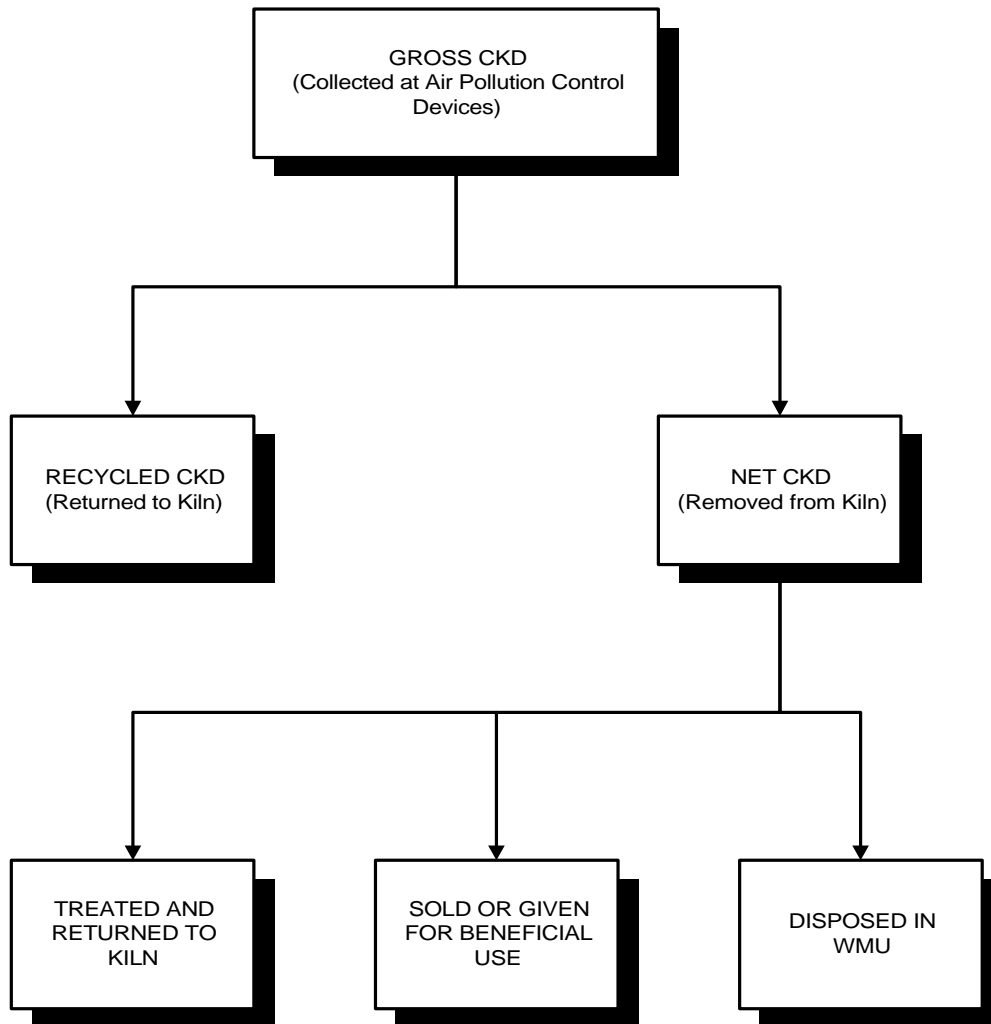 GROSS CKD
(Collected at Air Pollution Control
Devices)
RECYCLED CKD
(Returned to Kiln)
NET CKD
(Removed from Kiln)
TREATED AND
RETURNED TO
KILN
SOLD OR GIVEN
FOR BENEFICIAL
USE
DISPOSED IN
WMU